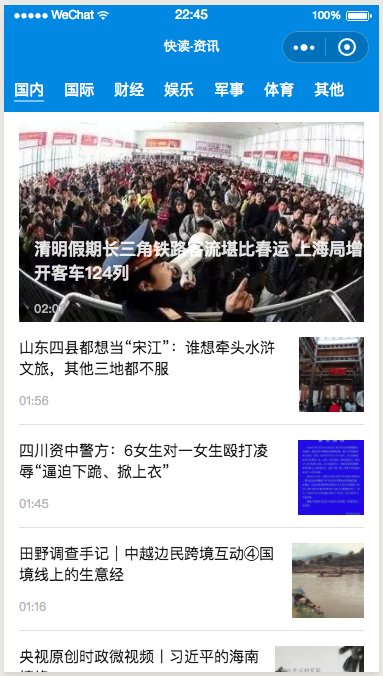 WeChat 22:45 100%
快读·资讯
国内 国际 财经 娱乐 军事 体育 其他
清明假期长三角铁路客流堪比春运 上海局增
开客车124列
02:0
山东四县都想当“宋江”：谁想牵头水浒
文旅，其他三地都不服
01:56
四川资中警方：6女生对一女生殴打凌
辱“逼迫下跪、掀上衣”
01:45
田野调查手记｜中越边民跨境互动④国
境线上的生意经
01:16
央视原创时政微视频丨习近平的海南